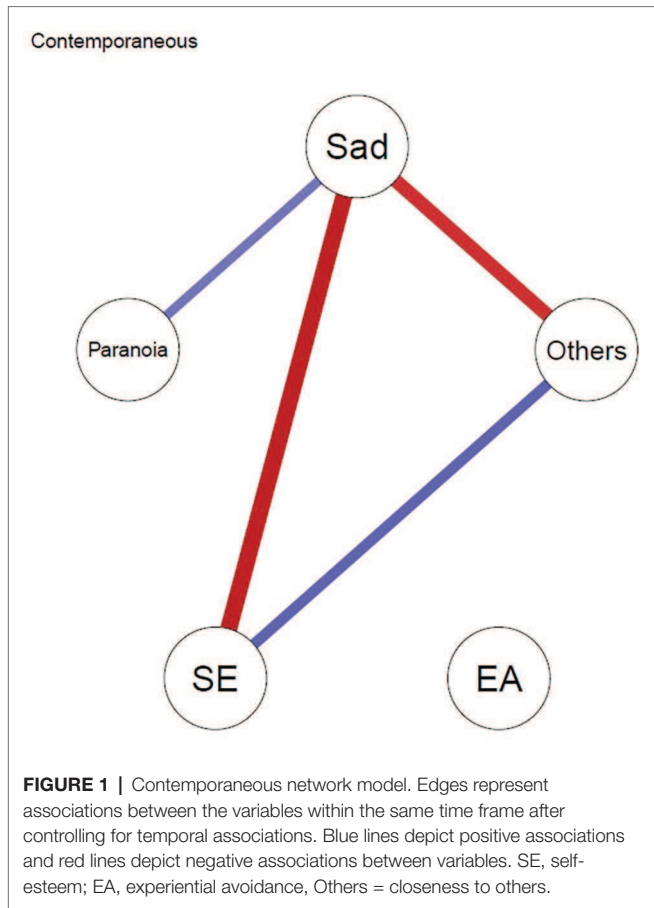 Contemporaneous
Sad
Paranoia
Others
SE
EA
FIGURE 1 | Contemporaneous network model. Edges represent
associations between the variables within the same time frame after
controlling for temporal associations. Blue lines depict positive associations
and red lines depict negative associations between variables. SE, self-
esteem; EA, experiential avoidance, Others = closeness to others.